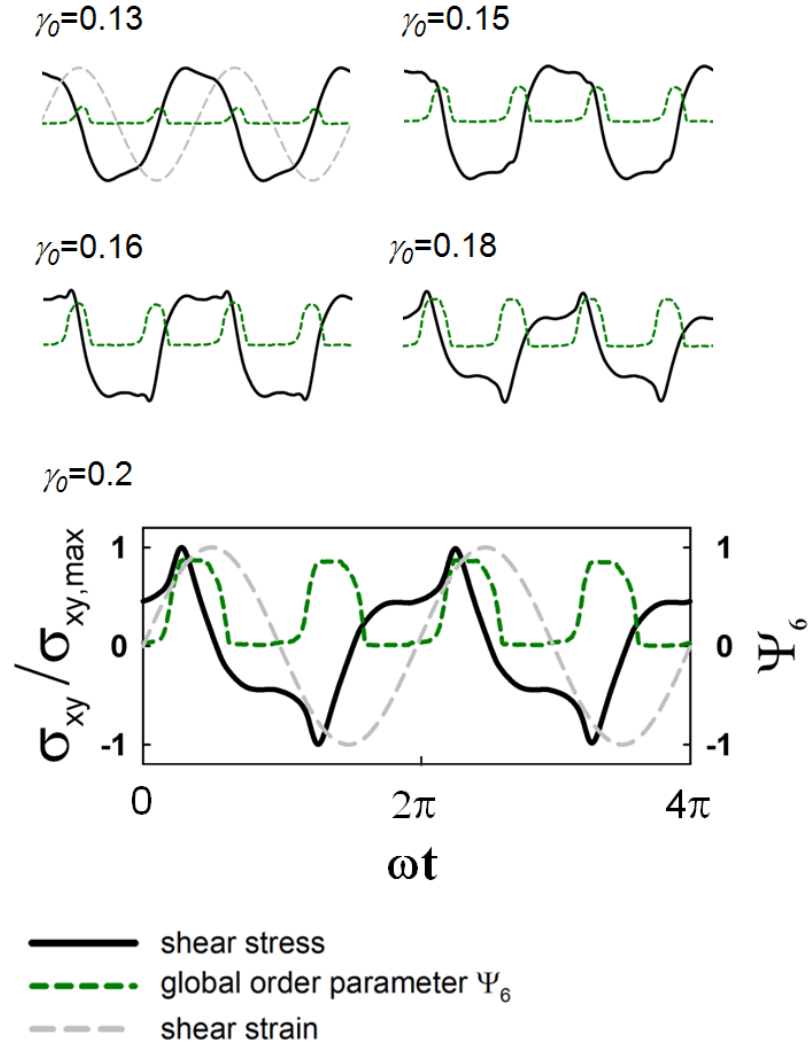 γ0=0.13
γ0=0.15
γ0=0.16
γ0=0.18
γ0=0.2
σxy/σxy,max
1
0
-1
1
0
-1
Ψ6
0
2π
4π
ωt
shear stress
global order parameter Ψ6
shear strain